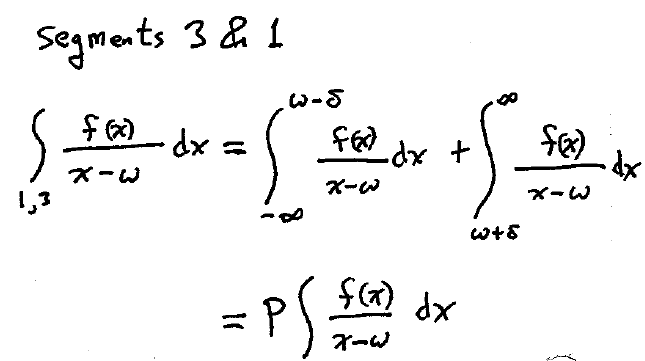 Segments 3 & 1
∫_{1,3} f(x)/(x-ω) dx = ∫_{-∞}^{ω-δ} f(x)/(x-ω) dx + ∫_{ω+δ}^{∞} f(x)/(x-ω) dx
= P∫ f(x)/(x-ω) dx